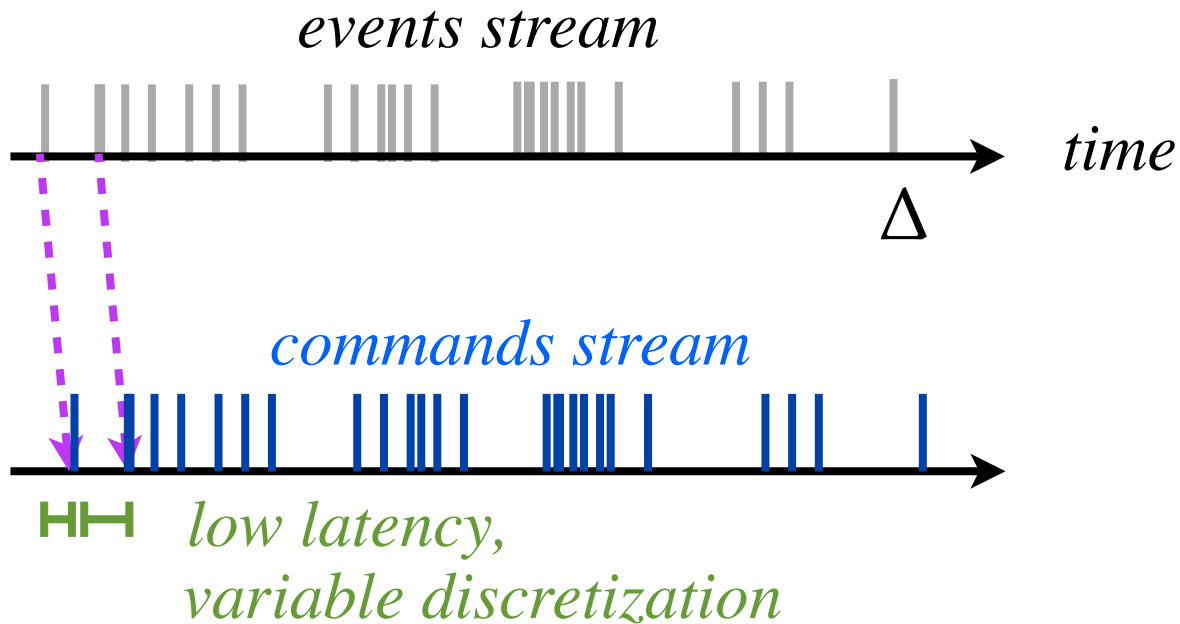 events stream
time
Δ
commands stream
low latency,
variable discretization